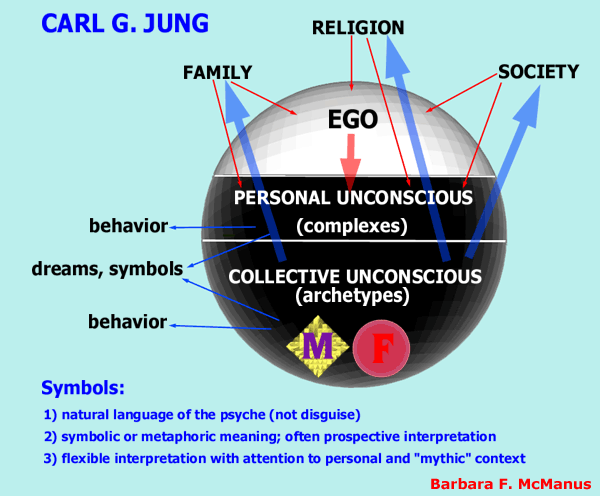 CARL G. JUNG
RELIGION
FAMILY
SOCIETY
EGO
PERSONAL UNCONSCIOUS
(complexes)
behavior
dreams, symbols
COLLECTIVE UNCONSCIOUS
(archetypes)
behavior
M
F
Symbols:
1) natural language of the psyche (not disguise)
2) symbolic or metaphoric meaning; often prospective interpretation
3) flexible interpretation with attention to personal and "mythic" context
Barbara F. McManus